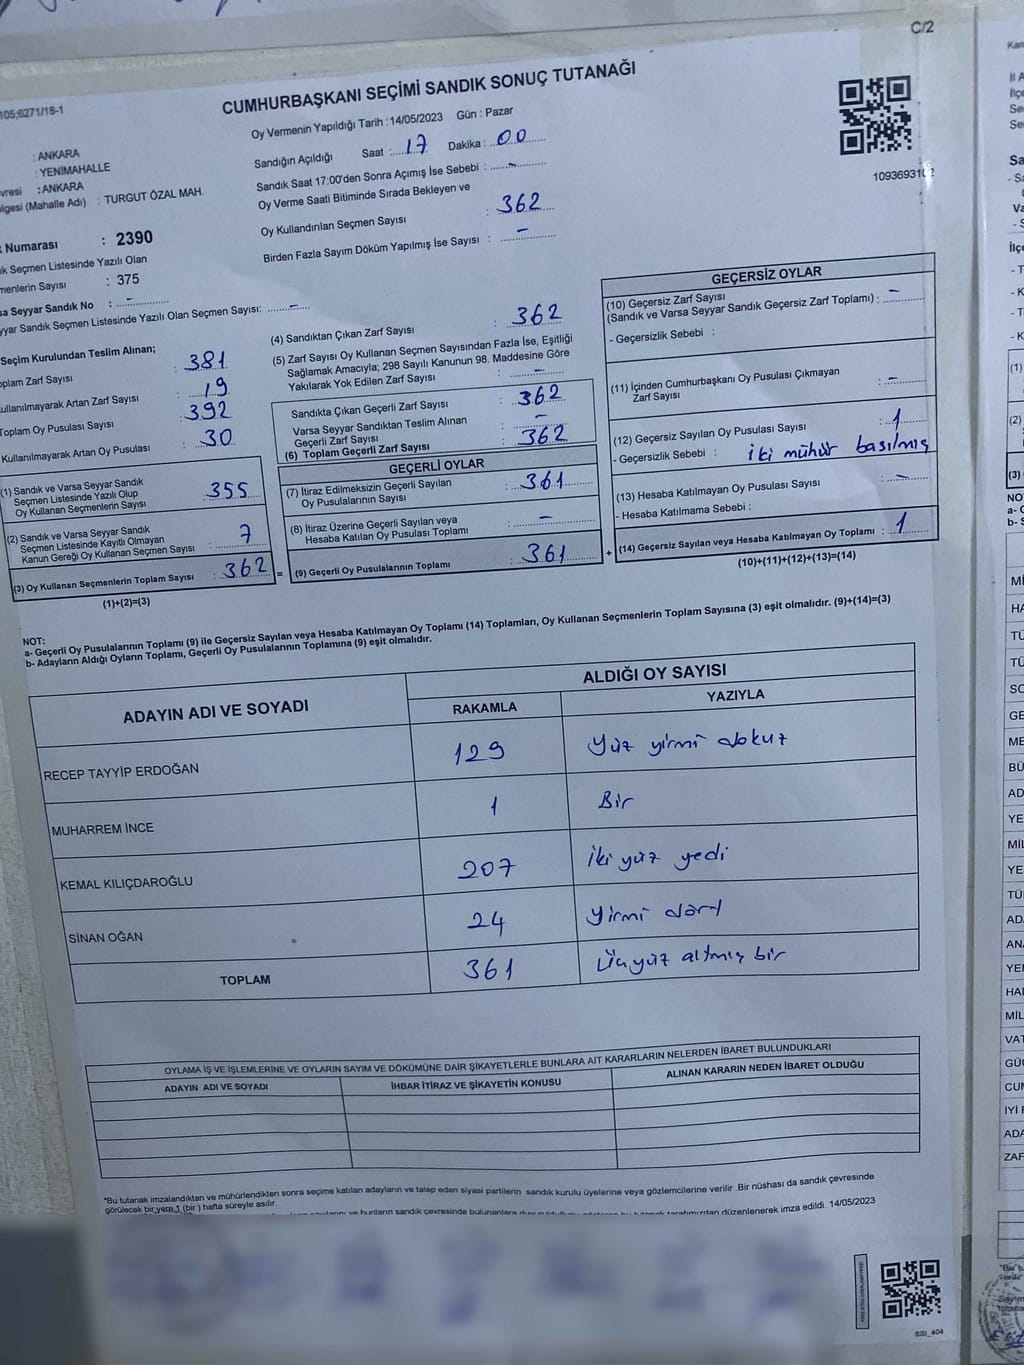 C/2
105;6271/18-1
CUMHURBAŞKANI SEÇİMİ SANDIK SONUÇ TUTANAĞI
Oy Vermenin Yapıldığı Tarih :14/05/2023 Gün : Pazar
: ANKARA
: YENİMAHALLE
: ANKARA
(Mahalle Adı) : TURGUT ÖZAL MAH.
Numarası : 2390
Seçmen Listesinde Yazılı Olan
Sayısı : 375
Seyyar Sandık No : -
Sandık Seçmen Listesinde Yazılı Olan Seçmen Sayısı: -
Sandığın Açıldığı Saat : 17 Dakika : 00
Sandık Saat 17:00'den Sonra Açımış İse Sebebi : -
Oy Verme Saati Bitiminde Sırada Bekleyen ve
Oy Kullandırılan Seçmen Sayısı : 362
Birden Fazla Sayım Döküm Yapılmış İse Sayısı : -
1093693102
Seçim Kurulundan Teslim Alınan;
Zarf Sayısı : 381
Artan Zarf Sayısı : 19
Toplam Oy Pusulası Sayısı : 392
Kullanılmayarak Artan Oy Pusulası : 30
(1) Sandık ve Varsa Seyyar Sandık
Seçmen Listesinde Yazılı Olup
Oy Kullanan Seçmenlerin Sayısı : 355
(2) Sandık ve Varsa Seyyar Sandık
Seçmen Listesinde Kayıtlı Olmayan
Kanun Gereği Oy Kullanan Seçmen Sayısı : 7
(3) Oy Kullanan Seçmenlerin Toplam Sayısı : 362
(1)+(2)=(3)
(4) Sandıktan Çıkan Zarf Sayısı : 362
(5) Zarf Sayısı Oy Kullanan Seçmen Sayısından Fazla İse, Eşitliği
Sağlamak Amacıyla; 298 Sayılı Kanunun 98. Maddesine Göre
Yakılarak Yok Edilen Zarf Sayısı : -
Sandıkta Çıkan Geçerli Zarf Sayısı : 362
Varsa Seyyar Sandıktan Teslim Alınan
Geçerli Zarf Sayısı : -
(6) Toplam Geçerli Zarf Sayısı : 362
GEÇERLİ OYLAR
(7) İtiraz Edilmeksizin Geçerli Sayılan
Oy Pusulalarının Sayısı : 361
(8) İtiraz Üzerine Geçerli Sayılan veya
Hesaba Katılan Oy Pusulası Toplamı : -
= (9) Geçerli Oy Pusulalarının Toplamı : 361
GEÇERSİZ OYLAR
(10) Geçersiz Zarf Sayısı
(Sandık ve Varsa Seyyar Sandık Geçersiz Zarf Toplamı) : -
- Geçersizlik Sebebi :
(11) İçinden Cumhurbaşkanı Oy Pusulası Çıkmayan
Zarf Sayısı : -
(12) Geçersiz Sayılan Oy Pusulası Sayısı : 1
- Geçersizlik Sebebi : iki mühür basılmış
(13) Hesaba Katılmayan Oy Pusulası Sayısı : -
- Hesaba Katılmama Sebebi :
+ (14) Geçersiz Sayılan veya Hesaba Katılmayan Oy Toplamı : 1
(10)+(11)+(12)+(13)=(14)
NOT:
a- Geçerli Oy Pusulalarının Toplamı (9) ile Geçersiz Sayılan veya Hesaba Katılmayan Oy Toplamı (14) Toplamları, Oy Kullanan Seçmenlerin Toplam Sayısına (3) eşit olmalıdır. (9)+(14)=(3)
b- Adayların Aldığı Oyların Toplamı, Geçerli Oy Pusulalarının Toplamına (9) eşit olmalıdır.
ADAYIN ADI VE SOYADI
ALDIĞI OY SAYISI
RAKAMLA YAZIYLA
RECEP TAYYİP ERDOĞAN 129 Yüz yirmi dokuz
MUHARREM İNCE 1 Bir
KEMAL KILIÇDAROĞLU 207 iki yüz yedi
SİNAN OĞAN 24 Yirmi dört
TOPLAM 361 Üçyüz altmış bir
OYLAMA İŞ VE İŞLEMLERİNE VE OYLARIN SAYIM VE DÖKÜMÜNE DAİR ŞİKAYETLERLE BUNLARA AİT KARARLARIN NELERDEN İBARET BULUNDUKLARI
ADAYIN ADI VE SOYADI İHBAR İTİRAZ VE ŞİKAYETİN KONUSU ALINAN KARARIN NEDEN İBARET OLDUĞU
*Bu tutanak imzalandıktan ve mühürlendikten sonra seçime katılan adayların ve talep eden siyasi partilerin sandık kurulu üyelerine veya gözlemcilerine verilir .Bir nüshası da sandık çevresinde
görülecek bir yere 1 (bir ) hafta süreyle asılır.
tarafımızdan düzenlenerek imza edildi. 14/05/2023
SSİ_404